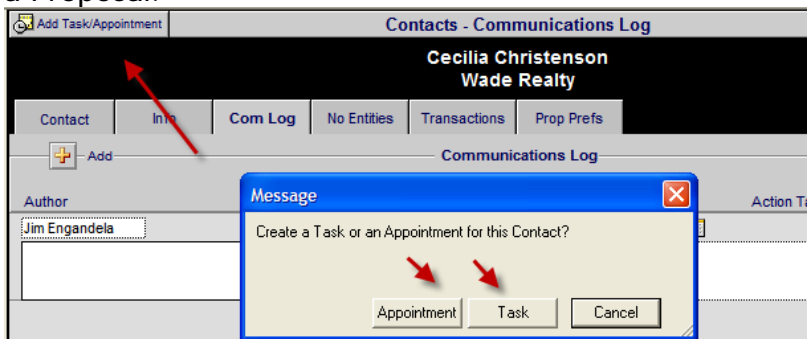 a Proposal.
Add Task/Appointment
Contacts - Communications Log
Cecilia Christenson
Wade Realty
Contact Info Com Log No Entities Transactions Prop Prefs
Add Communications Log
Author Action Ta
Jim Engandela
Message
Create a Task or an Appointment for this Contact?
Appointment Task Cancel